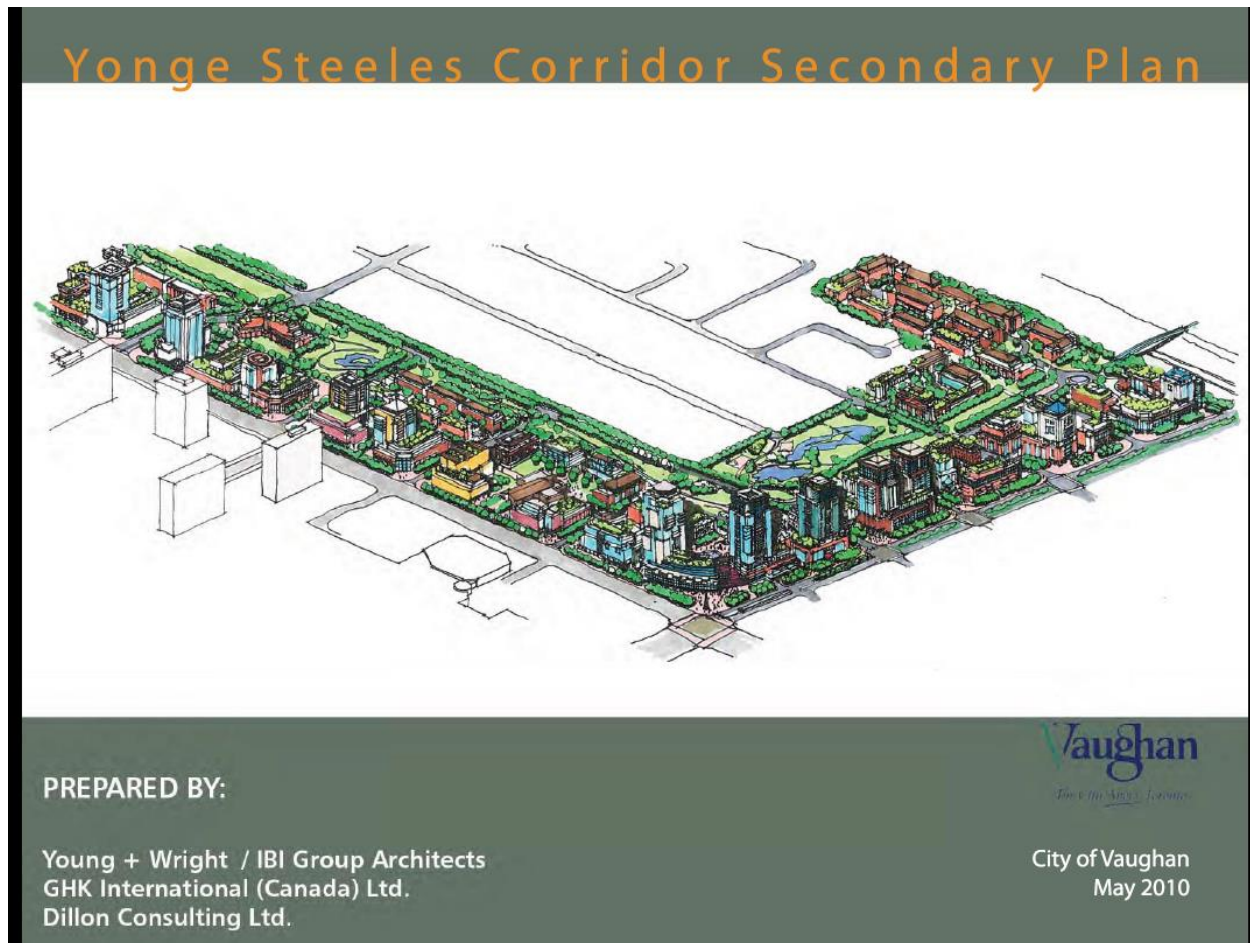 Yonge Steeles Corridor Secondary Plan
Vaughan
PREPARED BY:
Young + Wright / IBI Group Architects
GHK International (Canada) Ltd.
Dillon Consulting Ltd.
City of Vaughan
May 2010